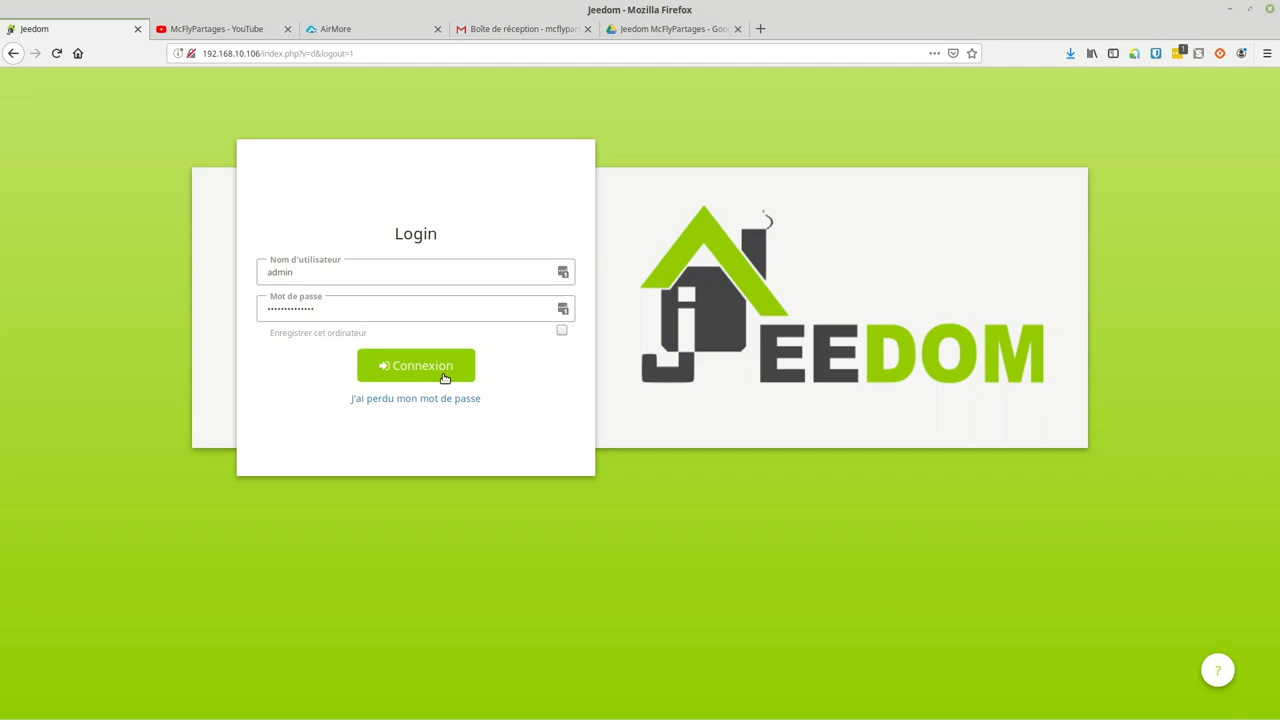 Jeedom - Mozilla Firefox
Jeedom
McFlyPartages - YouTube
AirMore
Boîte de réception - mcflypar
Jeedom McFlyPartages - Goo
192.168.10.106/index.php?v=d&logout=1
1
Login
Nom d'utilisateur
admin
Mot de passe
••••••••••••••
Enregistrer cet ordinateur
Connexion
J'ai perdu mon mot de passe
JEEDOM
?